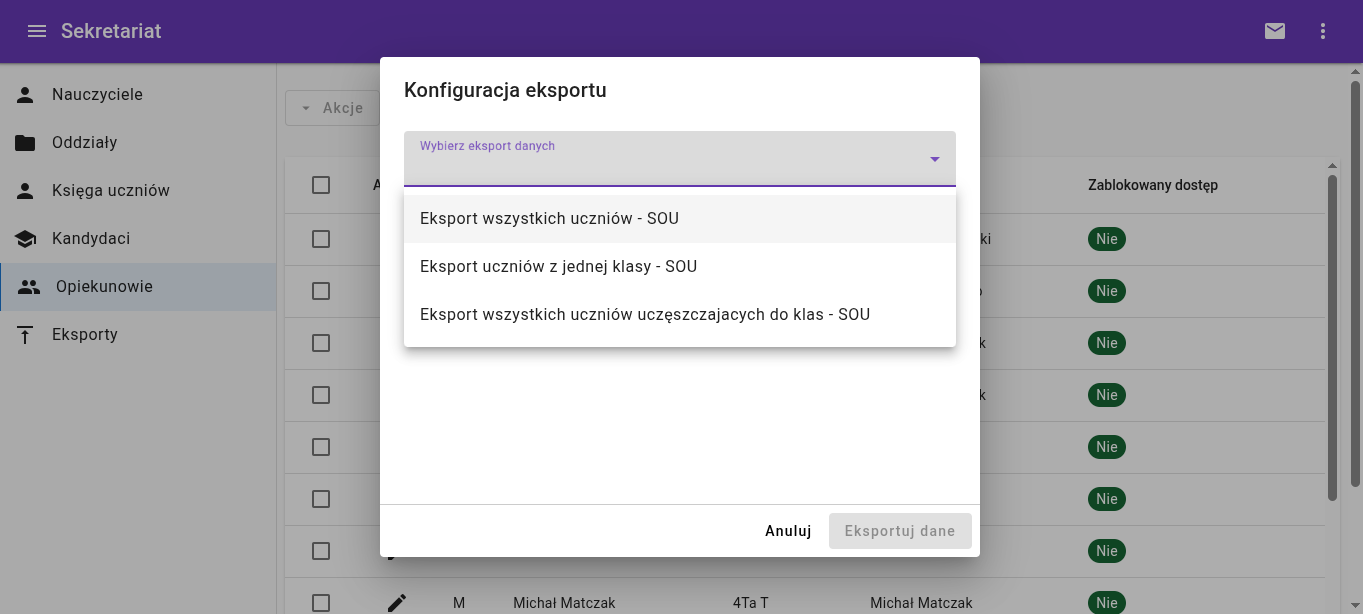 Sekretariat
Nauczyciele
Oddziały
Księga uczniów
Kandydaci
Opiekunowie
Eksporty
Akcje
Konfiguracja eksportu
Wybierz eksport danych
Eksport wszystkich uczniów - SOU
Eksport uczniów z jednej klasy - SOU
Eksport wszystkich uczniów uczęszczajacych do klas - SOU
Anuluj
Eksportuj dane
Zablokowany dostęp
Nie
Nie
Nie
Nie
Nie
Nie
Nie
M Michał Matczak 4Ta T Michał Matczak Nie